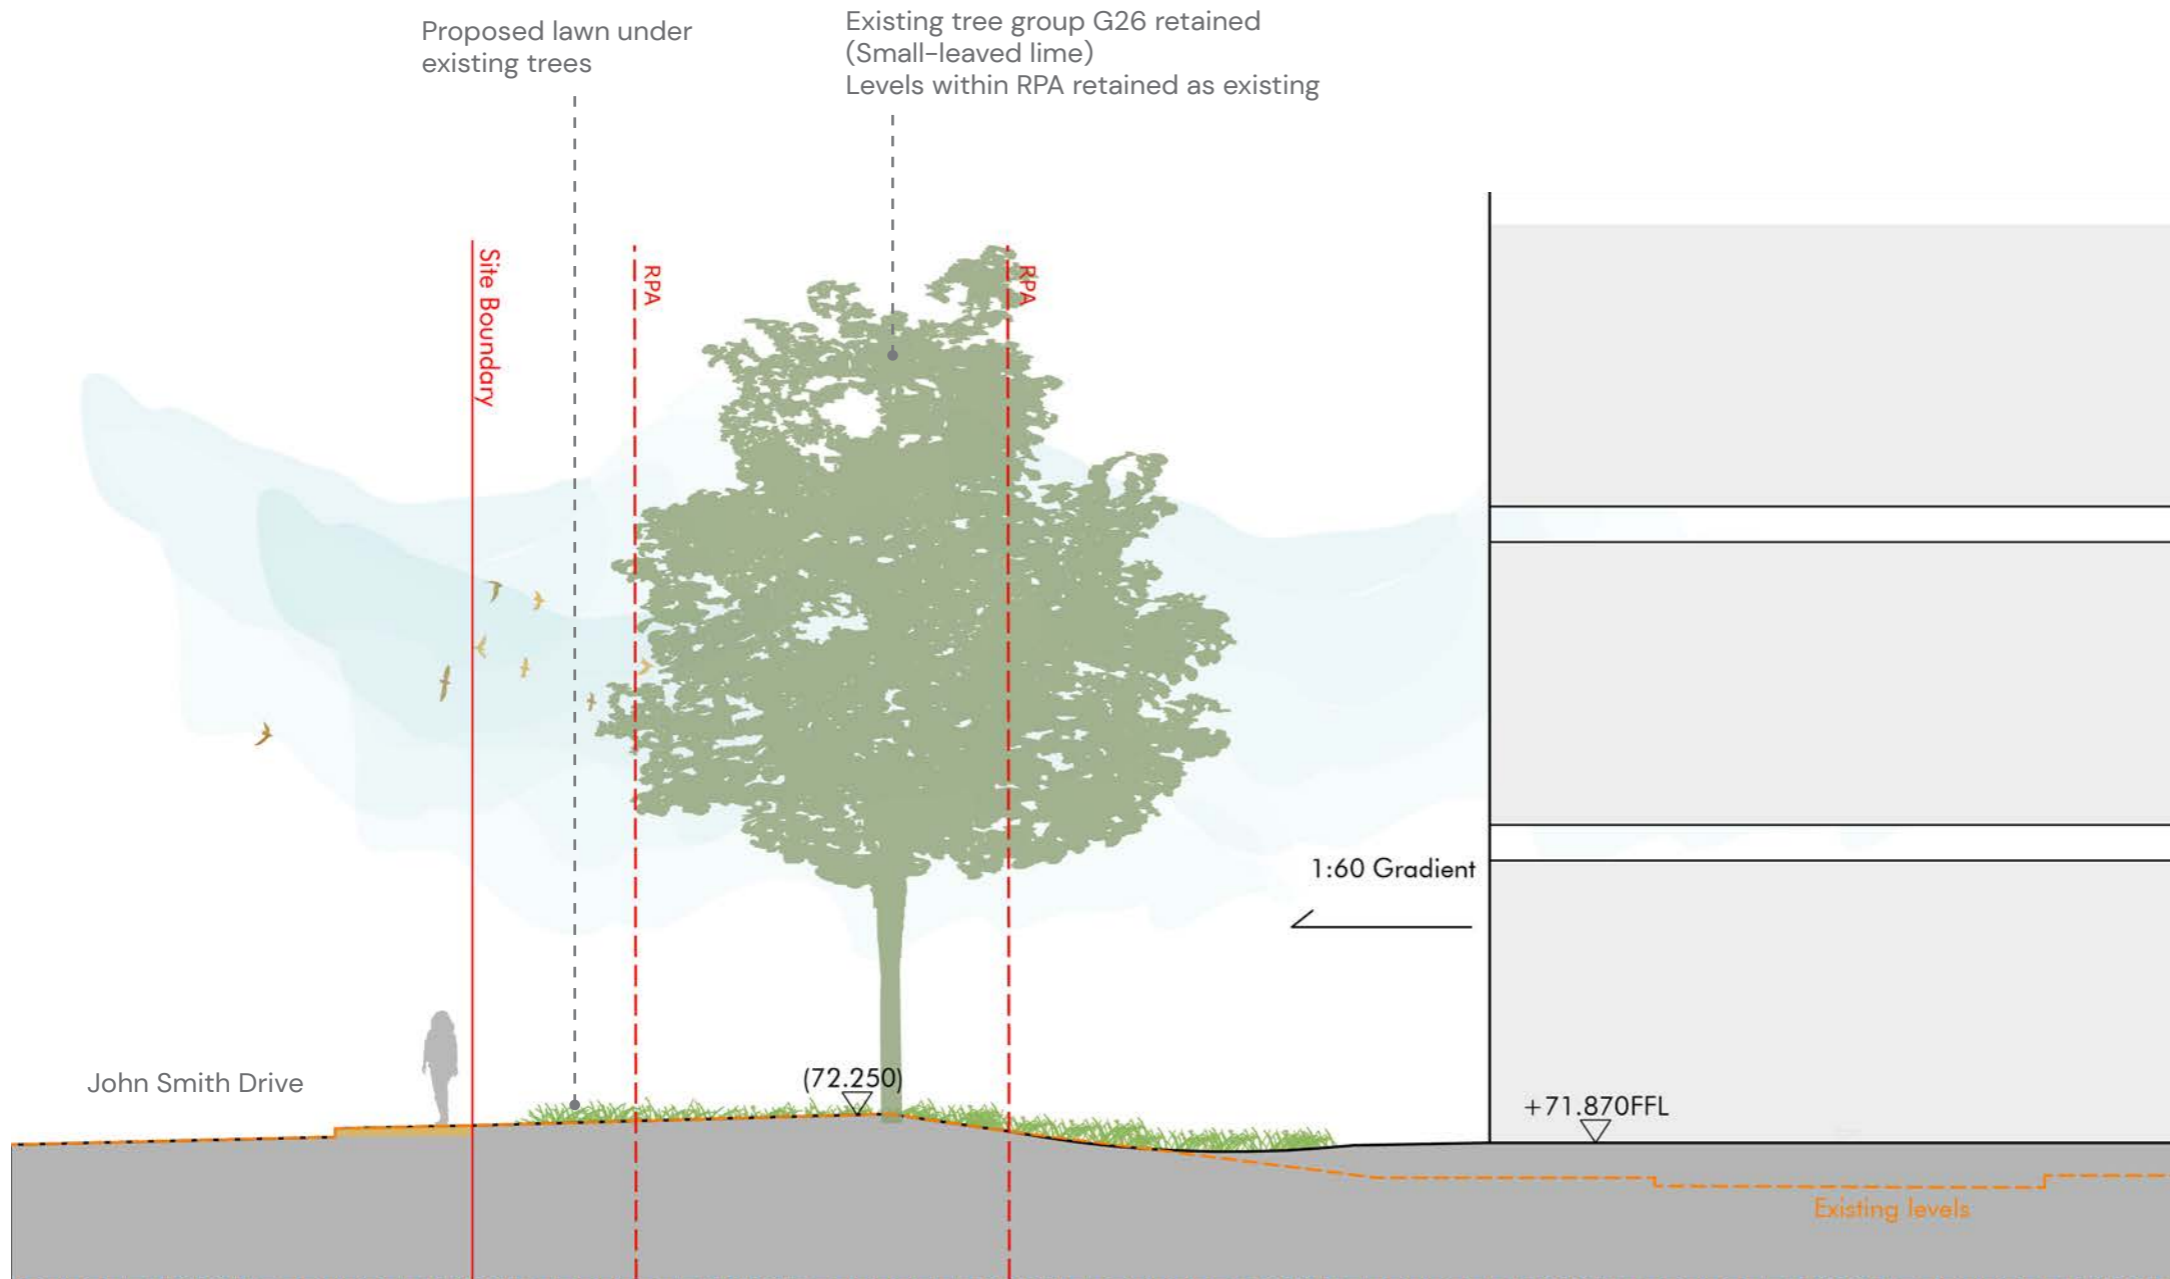 Proposed lawn under
existing trees
Existing tree group G26 retained
(Small-leaved lime)
Levels within RPA retained as existing
Site Boundary
RPA
RPA
1:60 Gradient
John Smith Drive
(72.250)
+71.870FFL
Existing levels